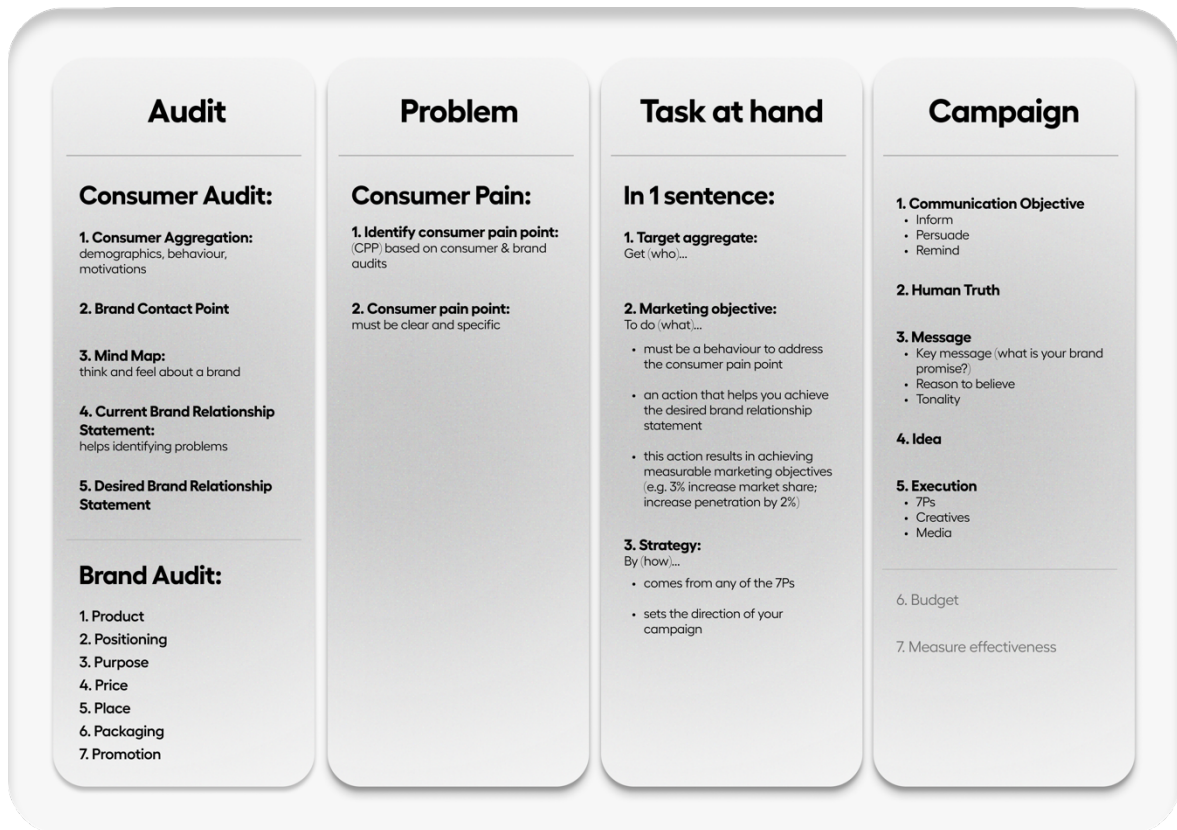 Audit
Consumer Audit:
1. Consumer Aggregation:
demographics, behaviour,
motivations
2. Brand Contact Point
3. Mind Map:
think and feel about a brand
4. Current Brand Relationship
Statement:
helps identifying problems
5. Desired Brand Relationship
Statement
Brand Audit:
1. Product
2. Positioning
3. Purpose
4. Price
5. Place
6. Packaging
7. Promotion
Problem
Consumer Pain:
1. Identify consumer pain point:
(CPP) based on consumer & brand
audits
2. Consumer pain point:
must be clear and specific
Task at hand
In 1 sentence:
1. Target aggregate:
Get (who)...
2. Marketing objective:
To do (what)...
• must be a behaviour to address
the consumer pain point
• an action that helps you achieve
the desired brand relationship
statement
• this action results in achieving
measurable marketing objectives
(e.g. 3% increase market share;
increase penetration by 2%)
3. Strategy:
By (how)...
• comes from any of the 7Ps
• sets the direction of your
campaign
Campaign
1. Communication Objective
• Inform
• Persuade
• Remind
2. Human Truth
3. Message
• Key message (what is your brand
promise?)
• Reason to believe
• Tonality
4. Idea
5. Execution
• 7Ps
• Creatives
• Media
6. Budget
7. Measure effectiveness